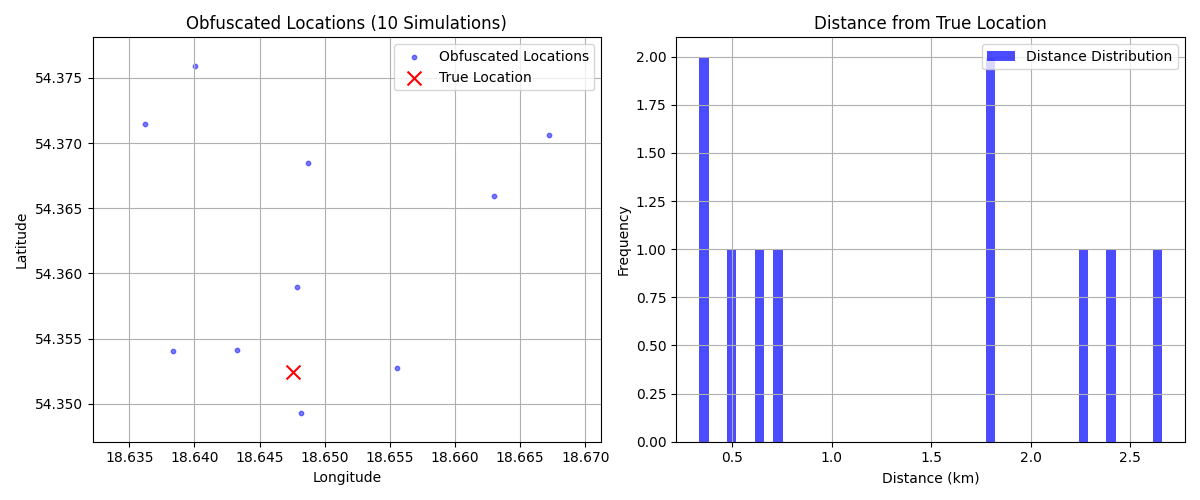 Obfuscated Locations (10 Simulations)
Obfuscated Locations
True Location
54.375
54.370
54.365
54.360
54.355
54.350
Latitude
18.635 18.640 18.645 18.650 18.655 18.660 18.665 18.670
Longitude
Distance from True Location
Distance Distribution
2.00
1.75
1.50
1.25
1.00
0.75
0.50
0.25
0.00
Frequency
0.5 1.0 1.5 2.0 2.5
Distance (km)